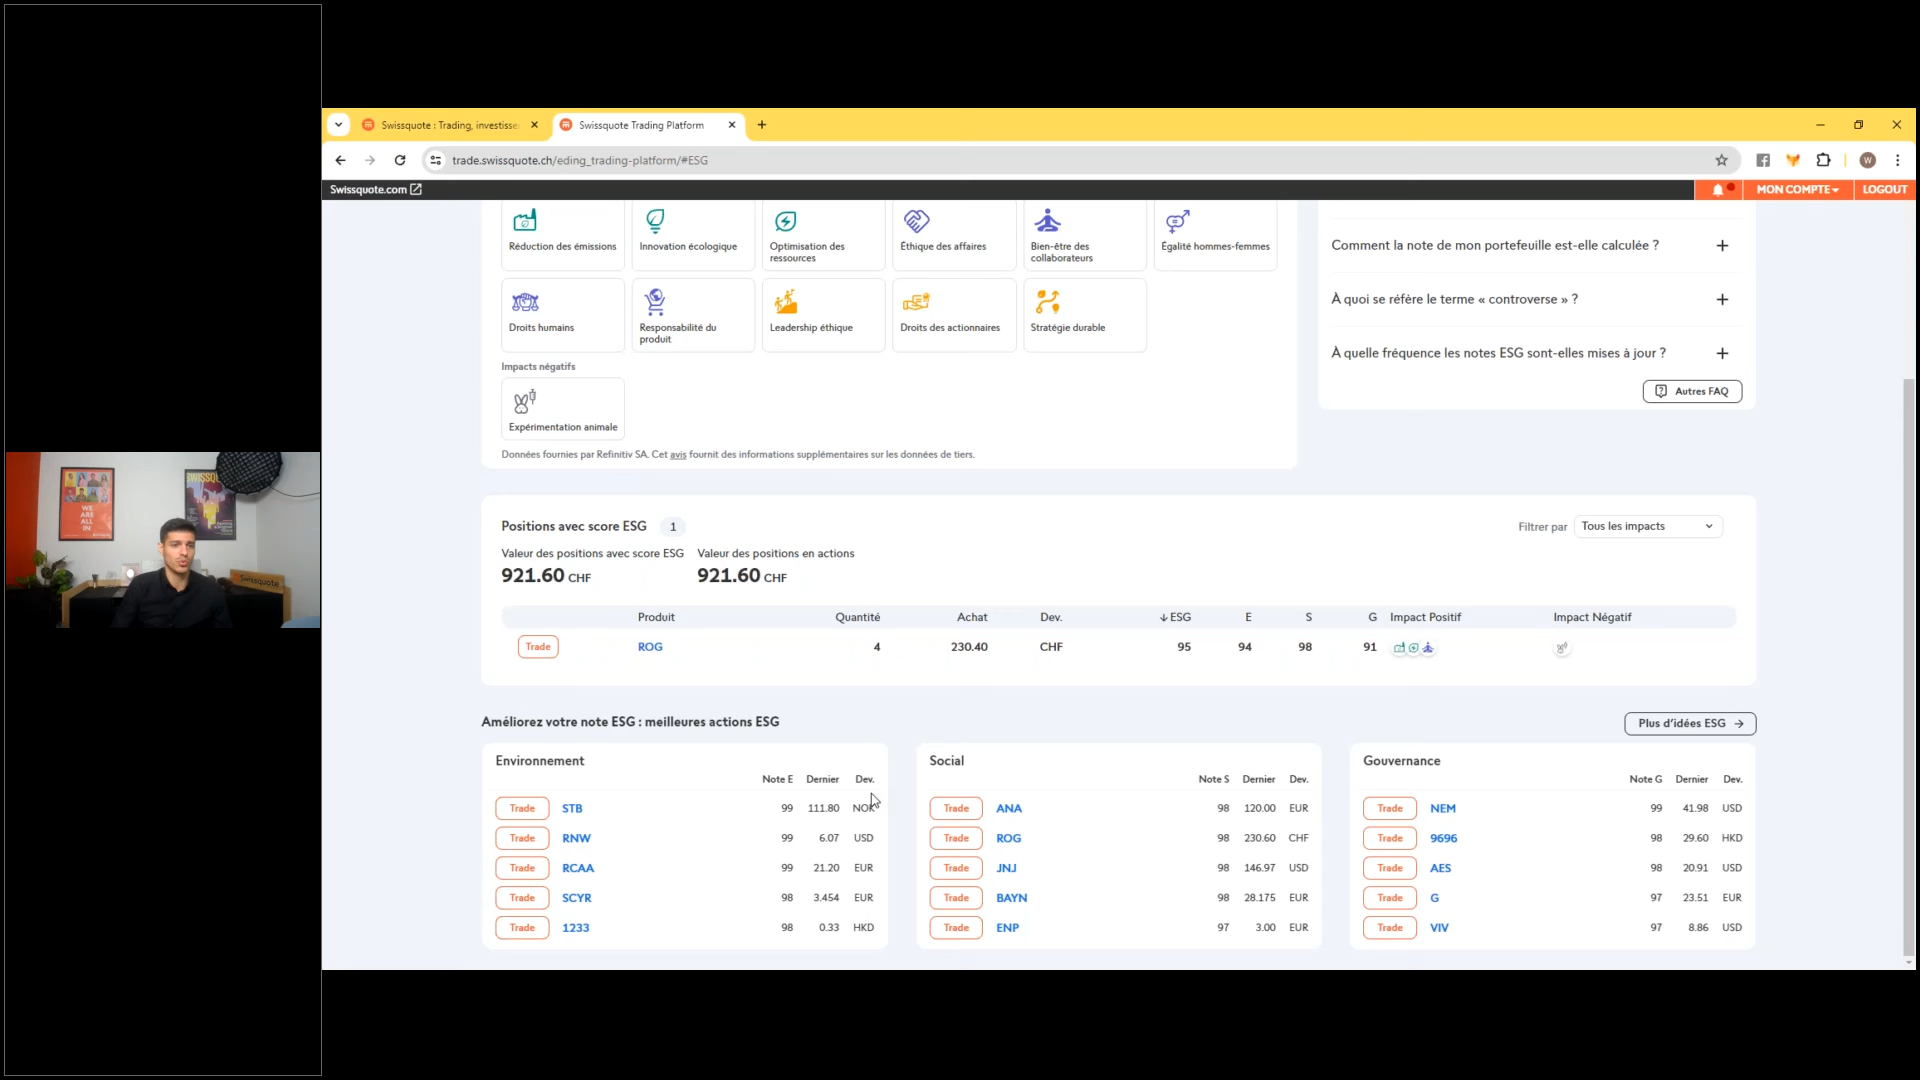 WE
ARE
ALL
IN
Swissquote
Swissquote : Trading, investisse
Swissquote Trading Platform
trade.swissquote.ch/eding_trading-platform/#ESG
W
Swissquote.com
MON COMPTE
LOGOUT
Réduction des émissions
Innovation écologique
Optimisation des
ressources
Éthique des affaires
Bien-être des
collaborateurs
Égalité hommes-femmes
Droits humains
Responsabilité du
produit
Leadership éthique
Droits des actionnaires
Stratégie durable
Impacts négatifs
Expérimentation animale
Données fournies par Refinitiv SA. Cet avis fournit des informations supplémentaires sur les données de tiers.
Comment la note de mon portefeuille est-elle calculée ?
À quoi se réfère le terme « controverse » ?
À quelle fréquence les notes ESG sont-elles mises à jour ?
Autres FAQ
Positions avec score ESG 1
Filtrer par Tous les impacts
Valeur des positions avec score ESG Valeur des positions en actions
921.60 CHF 921.60 CHF
Produit Quantité Achat Dev. ESG E S G Impact Positif Impact Négatif
Trade ROG 4 230.40 CHF 95 94 98 91
Améliorez votre note ESG : meilleures actions ESG
Plus d'idées ESG
Environnement
Note E Dernier Dev.
Trade STB 99 111.80 NOK
Trade RNW 99 6.07 USD
Trade RCAA 99 21.20 EUR
Trade SCYR 98 3.454 EUR
Trade 1233 98 0.33 HKD
Social
Note S Dernier Dev.
Trade ANA 98 120.00 EUR
Trade ROG 98 230.60 CHF
Trade JNJ 98 146.97 USD
Trade BAYN 98 28.175 EUR
Trade ENP 97 3.00 EUR
Gouvernance
Note G Dernier Dev.
Trade NEM 99 41.98 USD
Trade 9696 98 29.60 HKD
Trade AES 98 20.91 USD
Trade G 97 23.51 EUR
Trade VIV 97 8.86 USD